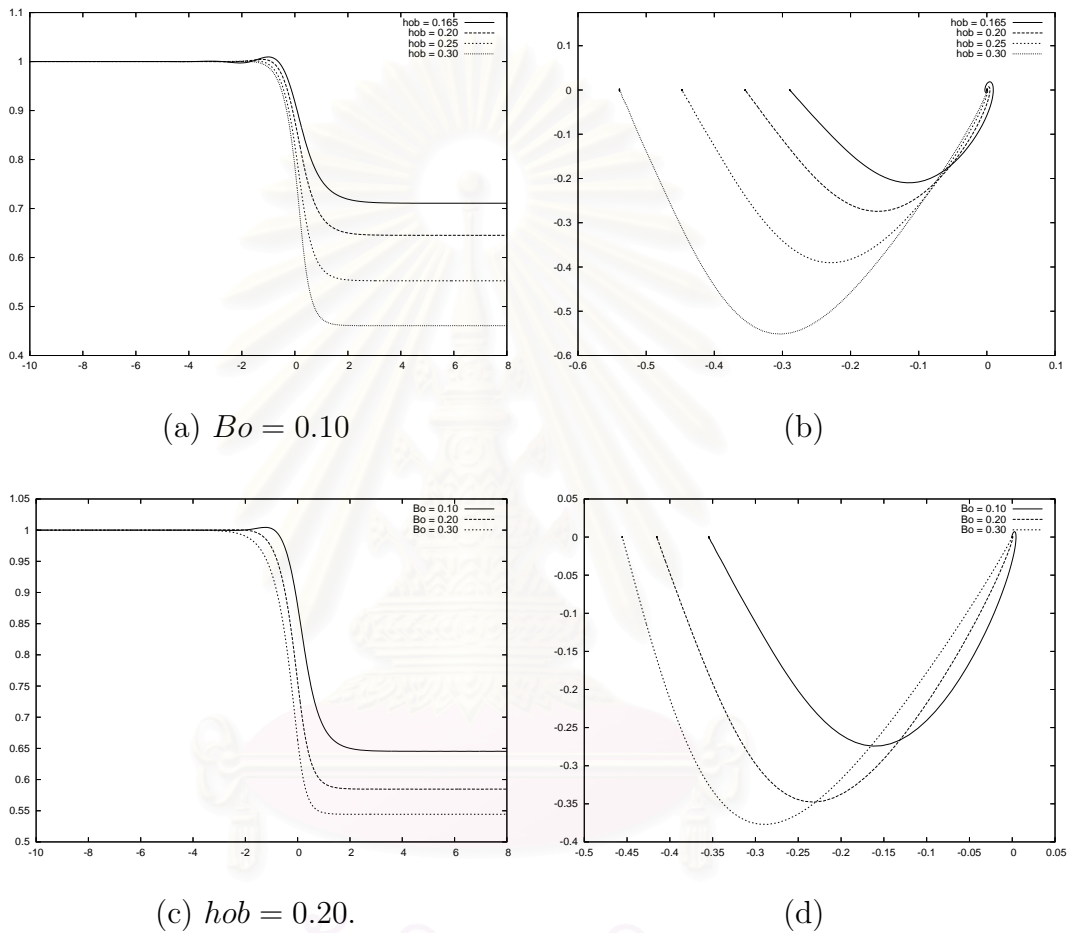 1.1
1
0.9
0.8
0.7
0.6
0.5
0.4
-10 -8 -6 -4 -2 0 2 4 6 8
hob = 0.165
hob = 0.20
hob = 0.25
hob = 0.30
(a) Bo = 0.10
0.1
0
-0.1
-0.2
-0.3
-0.4
-0.5
-0.6
-0.6 -0.5 -0.4 -0.3 -0.2 -0.1 0 0.1
hob = 0.165
hob = 0.20
hob = 0.25
hob = 0.30
(b)
1.05
1
0.95
0.9
0.85
0.8
0.75
0.7
0.65
0.6
0.55
0.5
-10 -8 -6 -4 -2 0 2 4 6 8
Bo = 0.10
Bo = 0.20
Bo = 0.30
(c) hob = 0.20.
0.05
0
-0.05
-0.1
-0.15
-0.2
-0.25
-0.3
-0.35
-0.4
-0.5 -0.45 -0.4 -0.35 -0.3 -0.25 -0.2 -0.15 -0.1 -0.05 0 0.05
Bo = 0.10
Bo = 0.20
Bo = 0.30
(d)